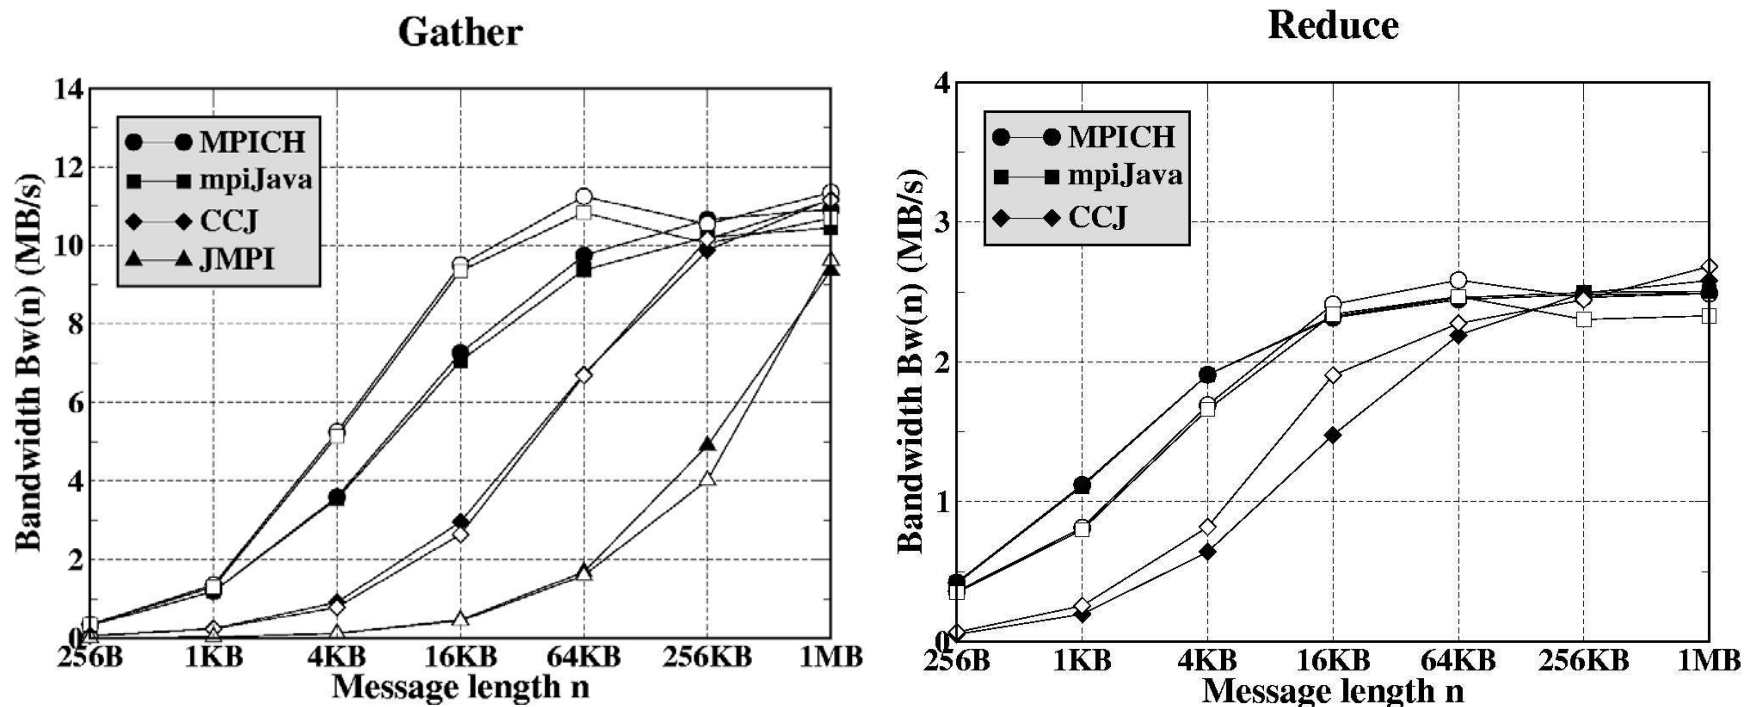 Gather
14
12
10
8
6
4
2
0
Bandwidth Bw(n) (MB/s)
MPICH
mpiJava
CCJ
JMPI
256B 1KB 4KB 16KB 64KB 256KB 1MB
Message length n
Reduce
4
3
2
1
0
Bandwidth Bw(n) (MB/s)
MPICH
mpiJava
CCJ
256B 1KB 4KB 16KB 64KB 256KB 1MB
Message length n